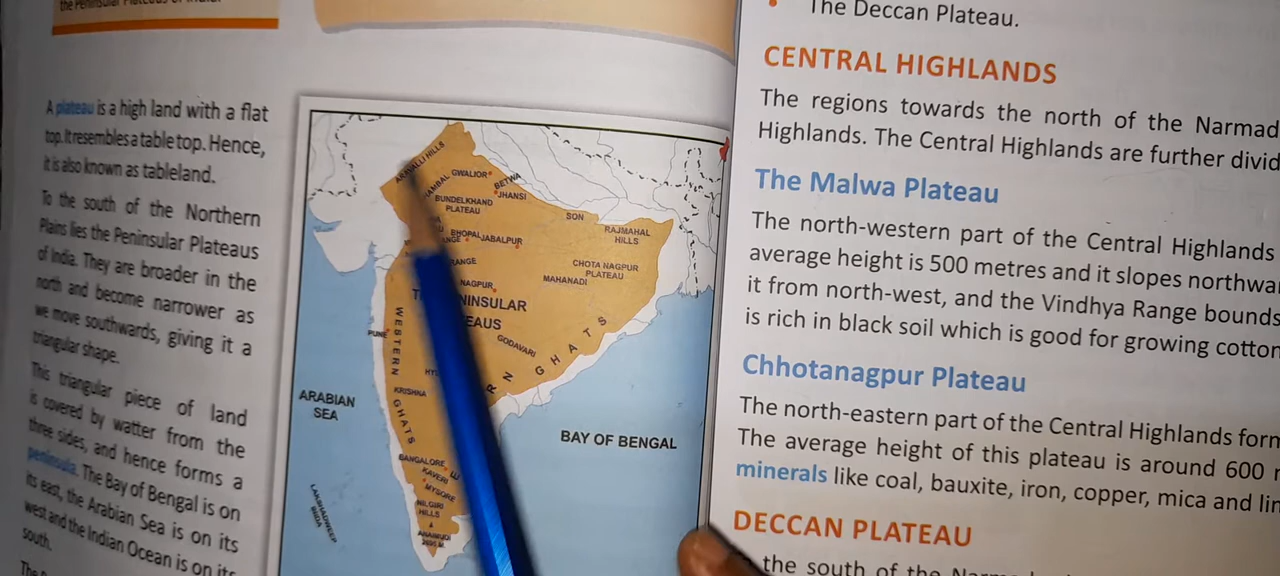 the Peninsular Plateaus of India.
A plateau is a high land with a flat
top. It resembles a table top. Hence,
it is also known as tableland.
To the south of the Northern
Plains lies the Peninsular Plateaus
of India. They are broader in the
north and become narrower as
we move southwards, giving it a
triangular shape.
This triangular piece of land
is covered by watter from the
three sides, and hence forms a
peninsula. The Bay of Bengal is on
its east, the Arabian Sea is on its
west and the Indian Ocean is on its
south.
ARAVALLI HILLS
GWALIOR
BETWA
JHANSI
BUNDELKHAND
PLATEAU
SON
RAJMAHAL
HILLS
BHOPAL
JABALPUR
RANGE
CHOTA NAGPUR
PLATEAU
MAHANADI
NAGPUR
WESTERN GHATS
PUNE
GODAVARI
GHATS
KRISHNA
ARABIAN
SEA
BAY OF BENGAL
BANGALORE
KAVERI
MYSORE
NILGIRI
HILLS
ANAIMUDI
LAKSHADWEEP
The Deccan Plateau.
CENTRAL HIGHLANDS
The regions towards the north of the
Highlands. The Central Highlands are further
The Malwa Plateau
The north-western part of the Central Highlands
average height is 500 metres and it slopes
it from north-west, and the Vindhya Range bounds
is rich in black soil which is good for growing cotton
Chhotanagpur Plateau
The north-eastern part of the Central Highlands form
The average height of this plateau is around 600
minerals like coal, bauxite, iron, copper, mica and
DECCAN PLATEAU
the south of the